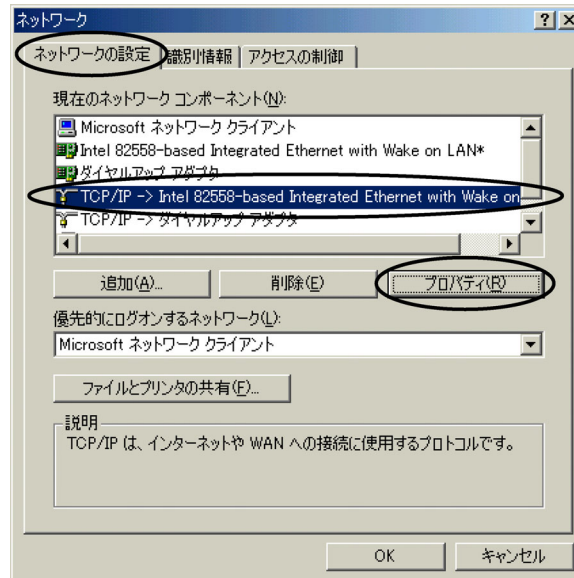 ネットワーク
ネットワークの設定 識別情報 アクセスの制御
現在のネットワーク コンポーネント(N):
Microsoft ネットワーク クライアント
Intel 82558-based Integrated Ethernet with Wake on LAN*
ダイヤルアップ アダプタ
TCP/IP -> Intel 82558-based Integrated Ethernet with Wake on
TCP/IP -> ダイヤルアップ アダプタ
追加(A)... 削除(E) プロパティ(R)
優先的にログオンするネットワーク(L):
Microsoft ネットワーク クライアント
ファイルとプリンタの共有(F)...
説明
TCP/IP は、インターネットや WAN への接続に使用するプロトコルです。
OK キャンセル